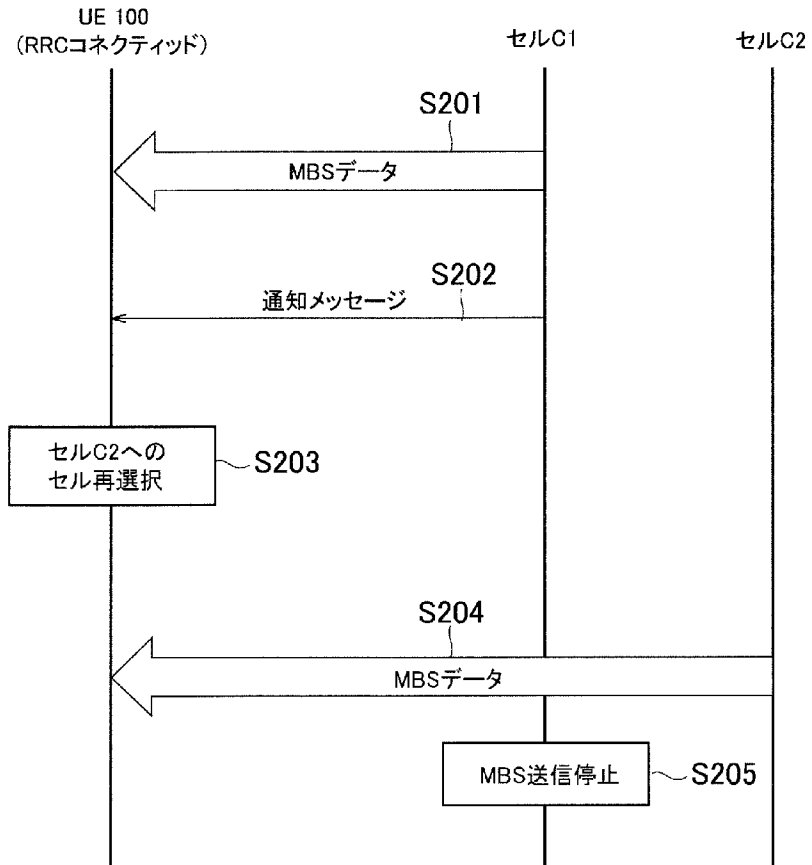 UE 100
(RRCコネクティッド)
セルC1
セルC2
S201
MBSデータ
S202
通知メッセージ
セルC2への
セル再選択
S203
S204
MBSデータ
MBS送信停止
S205